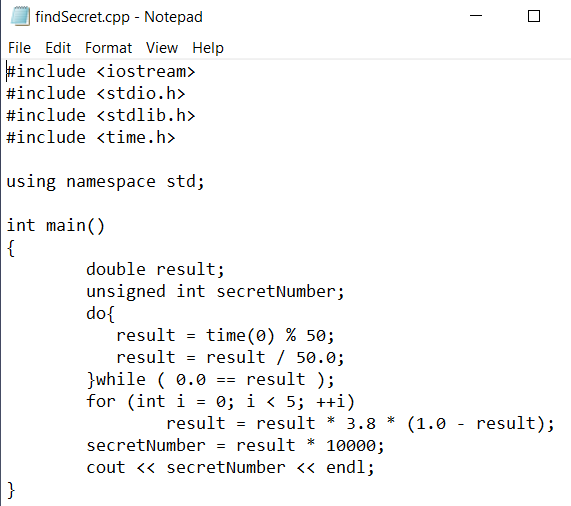 findSecret.cpp - Notepad
File Edit Format View Help
#include <iostream>
#include <stdio.h>
#include <stdlib.h>
#include <time.h>
using namespace std;
int main()
{
        double result;
        unsigned int secretNumber;
        do{
           result = time(0) % 50;
           result = result / 50.0;
        }while ( 0.0 == result );
        for (int i = 0; i < 5; ++i)
                result = result * 3.8 * (1.0 - result);
        secretNumber = result * 10000;
        cout << secretNumber << endl;
}